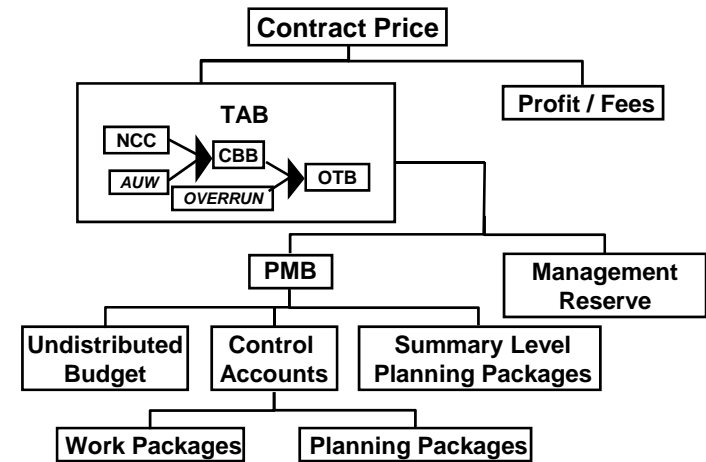 Contract Price
TAB
Profit / Fees
NCC
CBB
AUW
OVERRUN
OTB
PMB
Management
Reserve
Undistributed
Budget
Control
Accounts
Summary Level
Planning Packages
Work Packages
Planning Packages